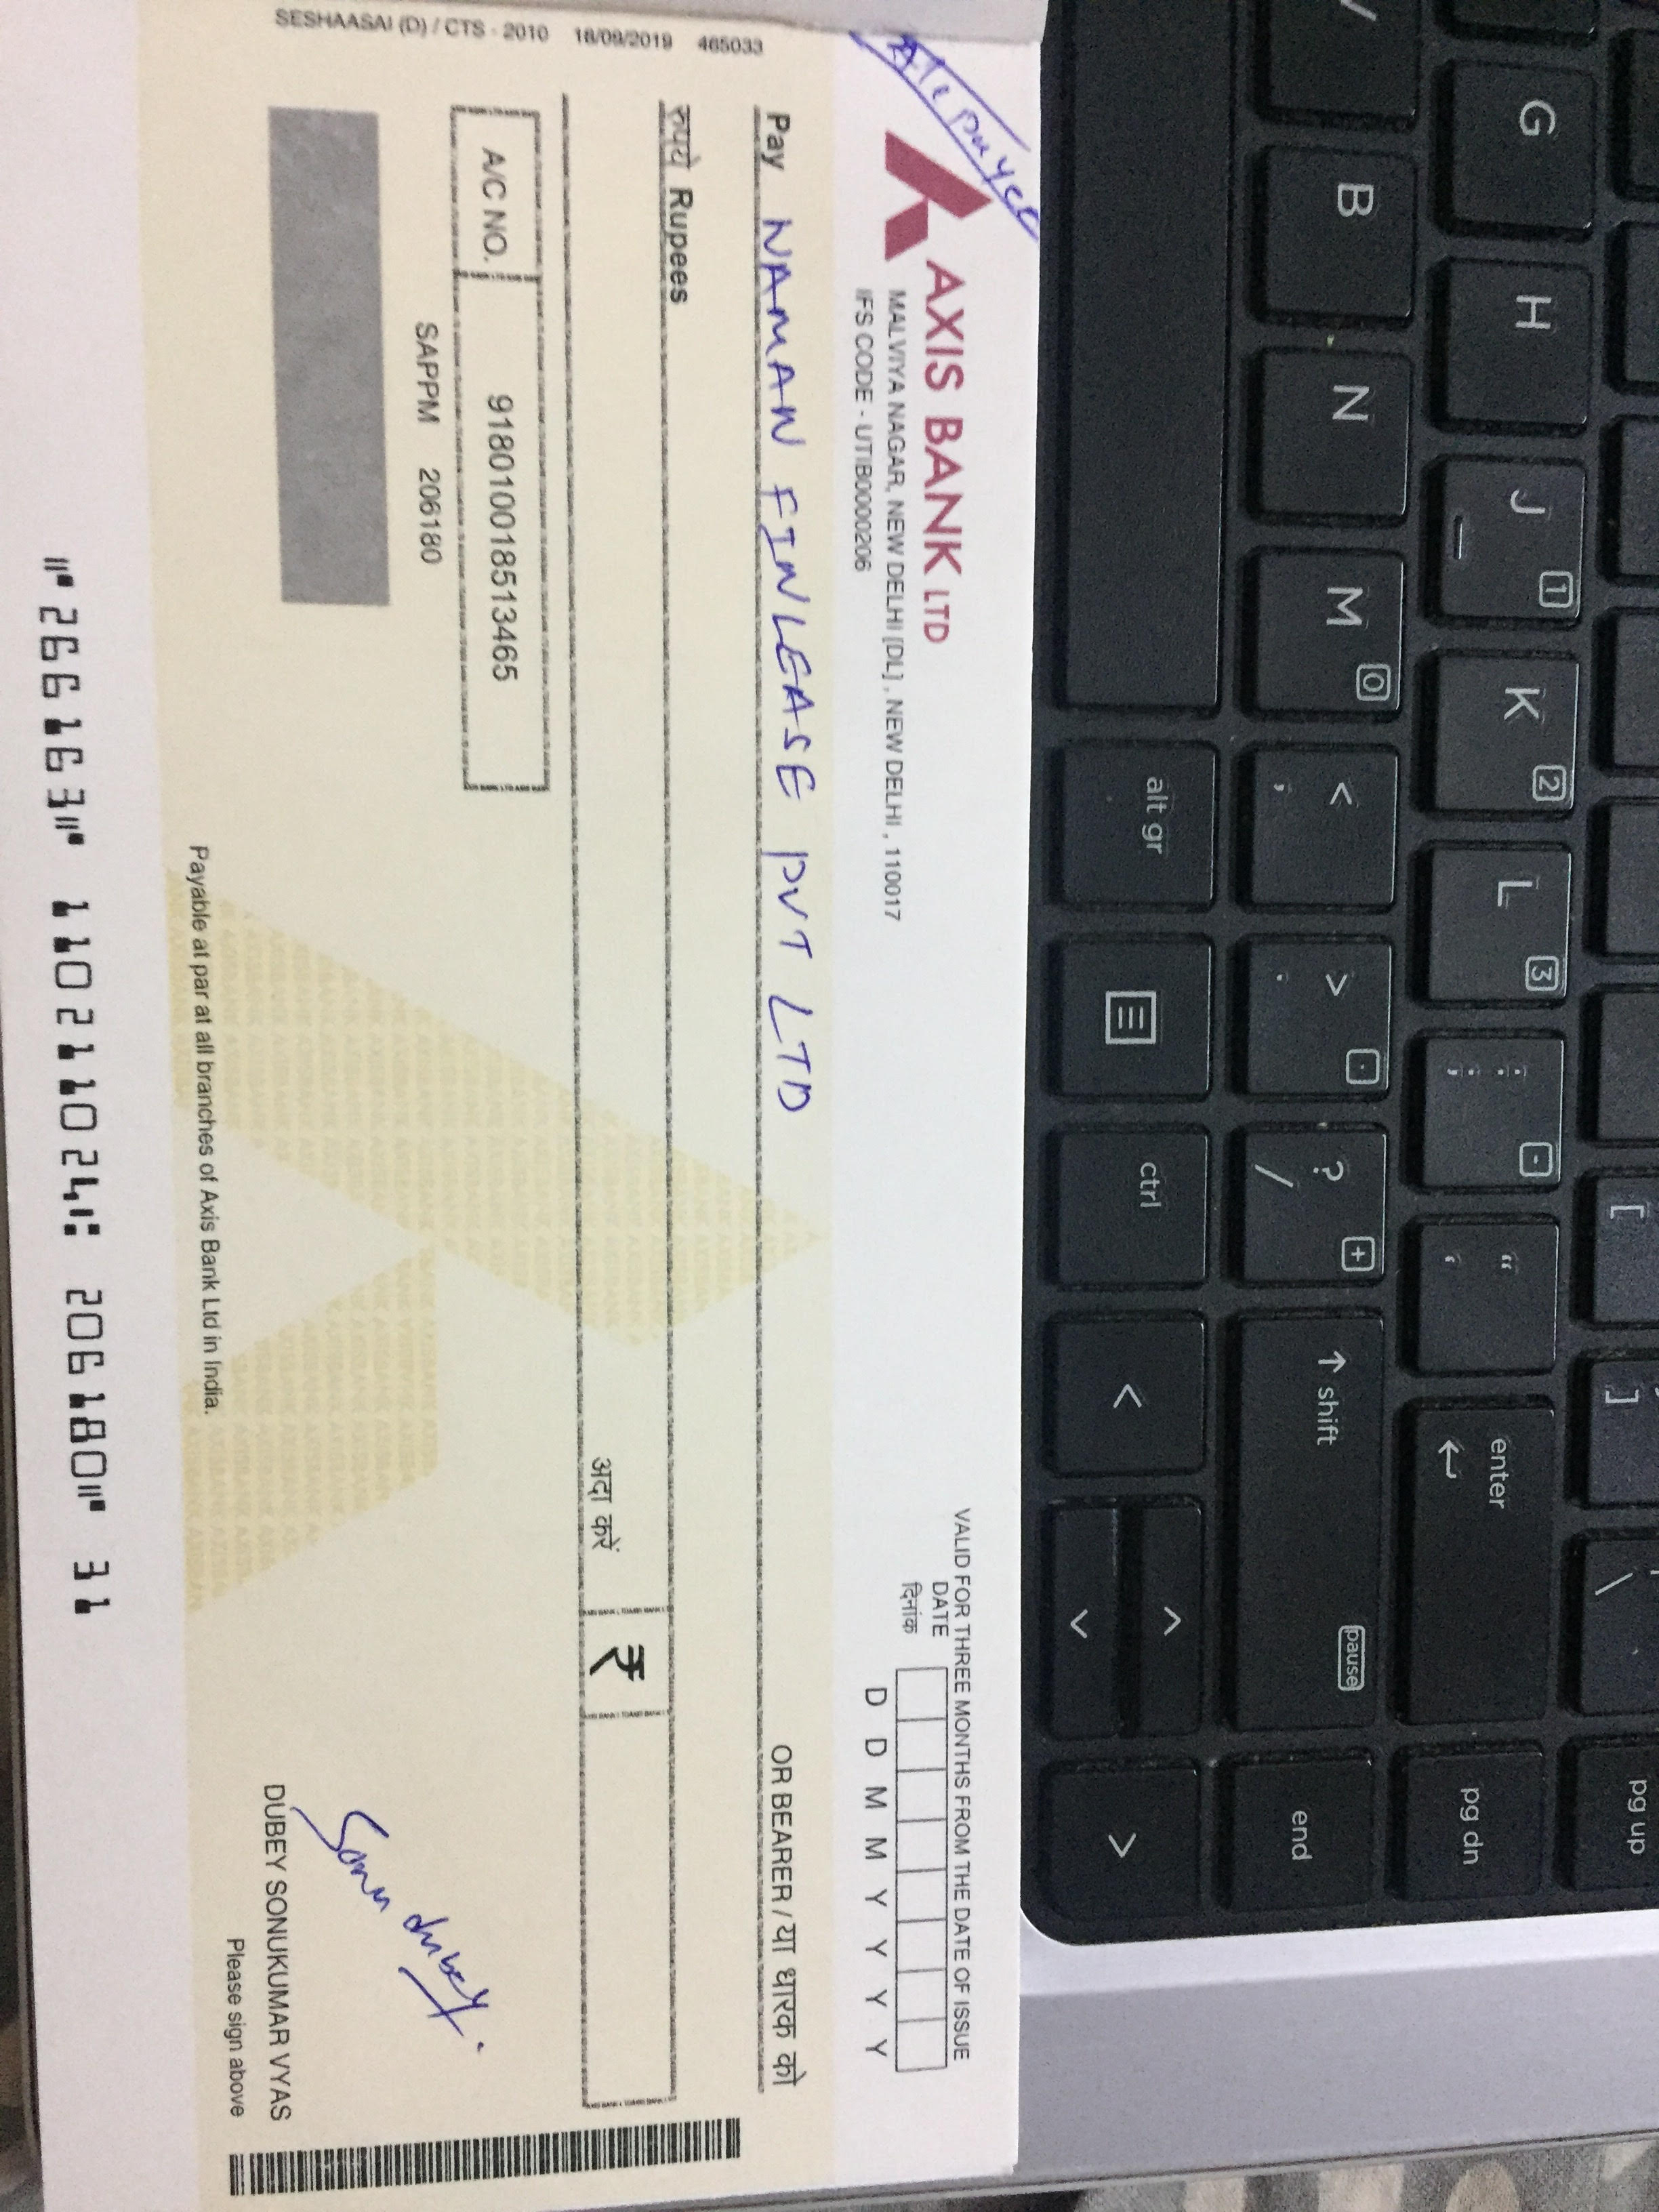 SESHAASAI (D) / CTS - 2010 18/09/2019 465033
A/C payee
AXIS BANK LTD
MALVIYA NAGAR, NEW DELHI [DL], NEW DELHI, 110017
IFS CODE - UTIB0000206
VALID FOR THREE MONTHS FROM THE DATE OF ISSUE
DATE
दिनांक
D D M M Y Y Y Y
Pay NAMAN FINLEASE PVT LTD OR BEARER / या धारक को
रुपये Rupees
अदा करें ₹
A/C NO. 918010018513465
SAPPM 206180
Sonu dubey.
DUBEY SONUKUMAR VYAS
Please sign above
Payable at par at all branches of Axis Bank Ltd in India.
⑈266163⑈ 110211024⑆ 206180⑈ 31
[ ] \ pg up
G H J 1 K 2 L 3 : ; - “ ‘ enter pg dn
V B N M 0 < , > . . ? / + shift pause end
alt gr ctrl